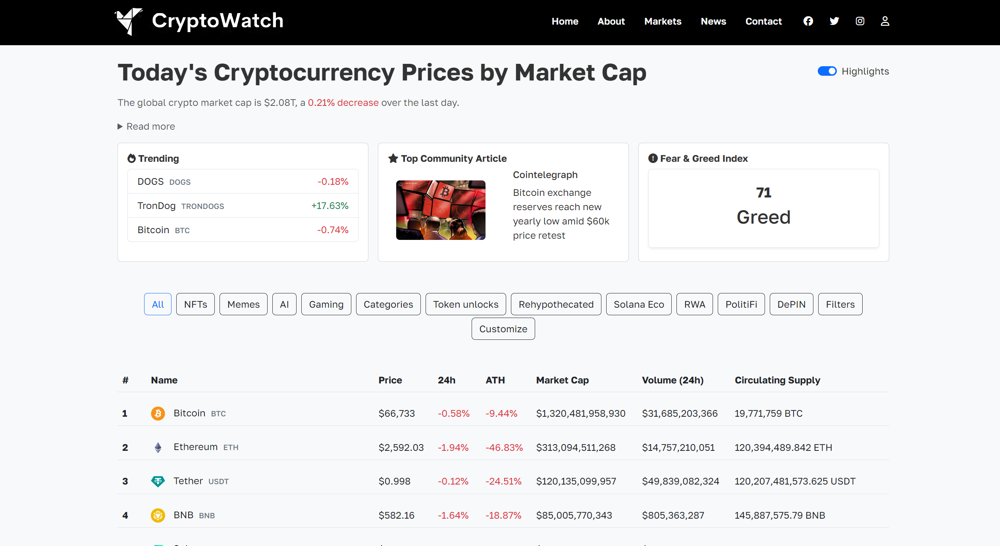 CryptoWatch
Home About Markets News Contact
Today's Cryptocurrency Prices by Market Cap
Highlights
The global crypto market cap is $2.08T, a 0.21% decrease over the last day.
Read more
Trending
DOGS DOGS -0.18%
TronDog TRONDOGS +17.63%
Bitcoin BTC -0.74%
Top Community Article
Cointelegraph
Bitcoin exchange
reserves reach new
yearly low amid $60k
price retest
Fear & Greed Index
71
Greed
All NFTs Memes AI Gaming Categories Token unlocks Rehypothecated Solana Eco RWA PolitiFi DePIN Filters
Customize
# Name Price 24h ATH Market Cap Volume (24h) Circulating Supply
1 Bitcoin BTC $66,733 -0.58% -9.44% $1,320,481,958,930 $31,685,203,366 19,771,759 BTC
2 Ethereum ETH $2,592.03 -1.94% -46.83% $313,094,511,268 $14,757,210,051 120,394,489.842 ETH
3 Tether USDT $0.998 -0.12% -24.51% $120,135,099,957 $49,839,082,324 120,207,481,573.625 USDT
4 BNB BNB $582.16 -1.64% -18.87% $85,005,770,343 $805,363,287 145,887,575.79 BNB